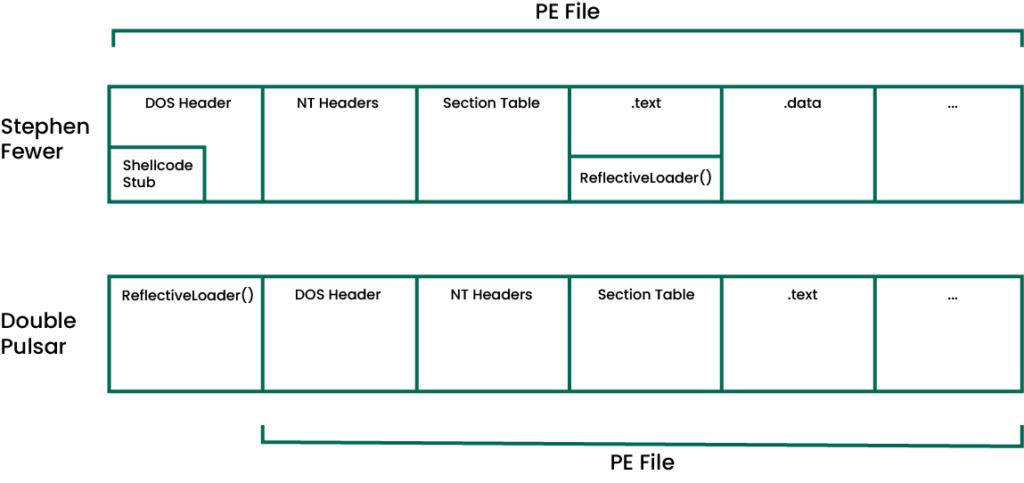 PE File
Stephen
Fewer
DOS Header
NT Headers
Section Table
.text
.data
...
Shellcode
Stub
ReflectiveLoader()
Double
Pulsar
ReflectiveLoader()
DOS Header
NT Headers
Section Table
.text
...
PE File